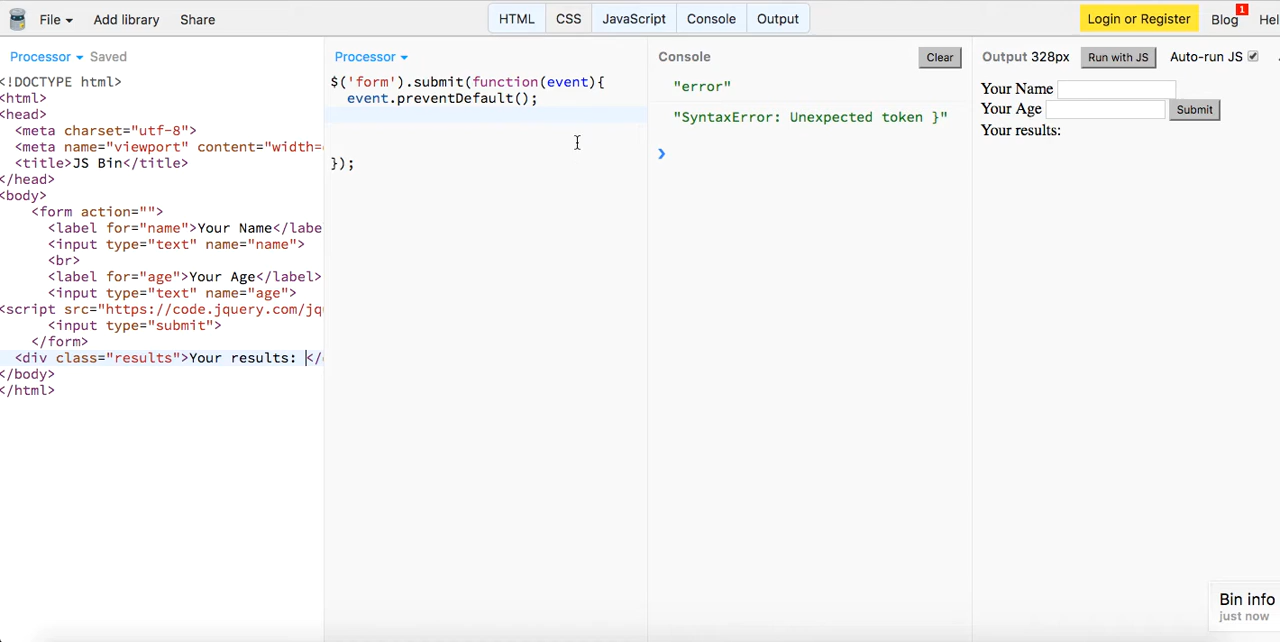 File Add library Share HTML CSS JavaScript Console Output Login or Register Blog 1 Hel
Processor Saved
<!DOCTYPE html>
<html>
<head>
<meta charset="utf-8">
<meta name="viewport" content="width=
<title>JS Bin</title>
</head>
<body>
<form action="">
<label for="name">Your Name</labe
<input type="text" name="name">
<br>
<label for="age">Your Age</label>
<input type="text" name="age">
<script src="https://code.jquery.com/jq
<input type="submit">
</form>
<div class="results">Your results: </
</body>
</html>
Processor
$('form').submit(function(event){
event.preventDefault();
});
Console Clear
"error"
"SyntaxError: Unexpected token }"
Output 328px Run with JS Auto-run JS
Your Name
Your Age Submit
Your results:
Bin info
just now